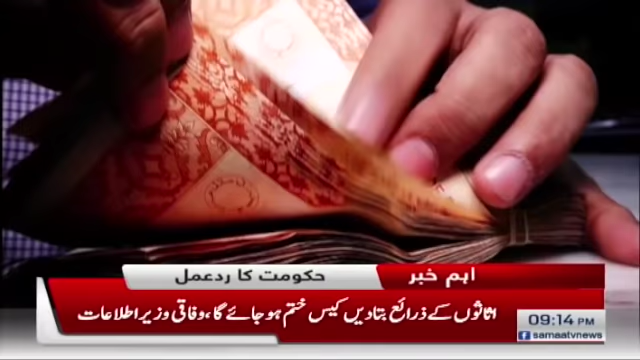 اہم خبر
حکومت کا ردعمل
اثاثوں کے ذرائع بتادیں کیس ختم ہوجائے گا،وفاقی وزیراطلاعات
09:14 PM
samaatvnews